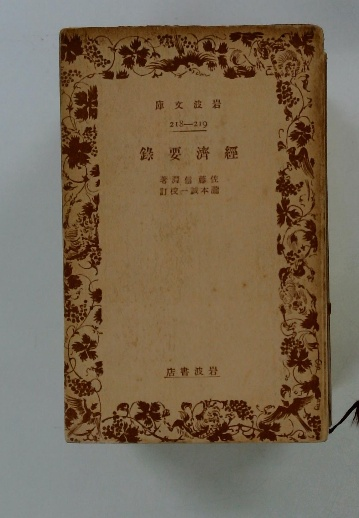 岩波文庫
218—219
經濟要錄
佐藤信淵著
瀧本誠一校訂
岩波書店